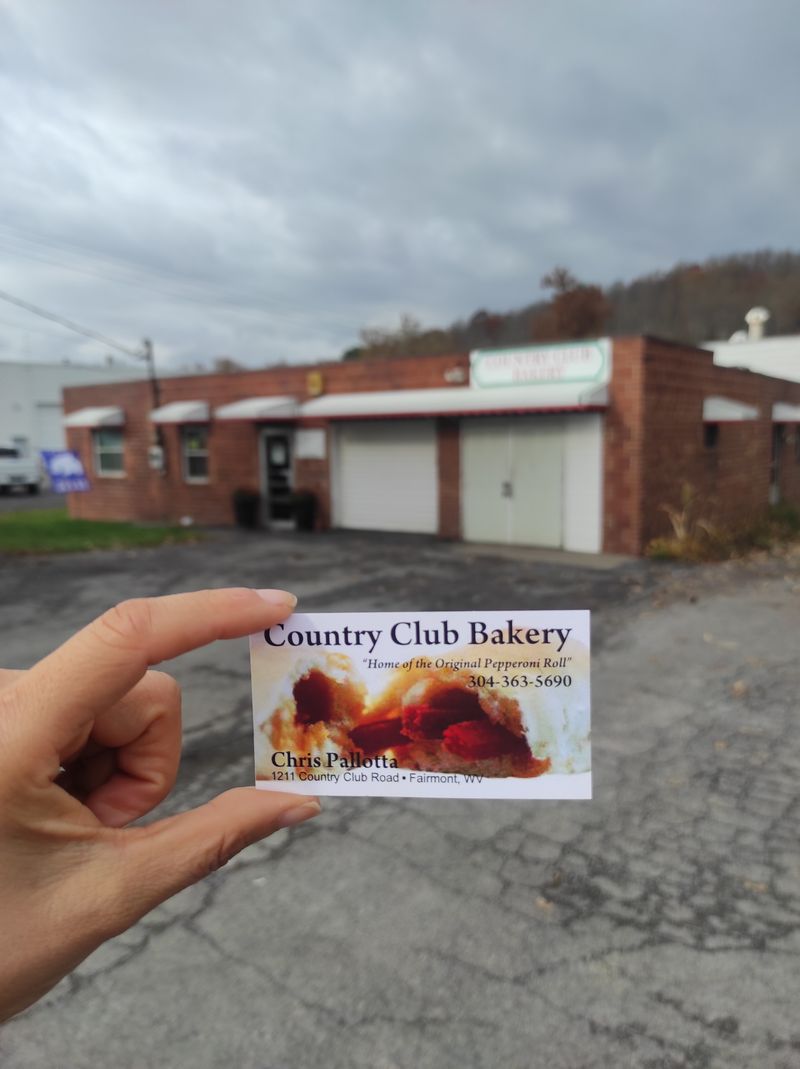 COUNTRY CLUB
BAKERY
Country Club Bakery
"Home of the Original Pepperoni Roll"
304-363-5690
Chris Pallotta
1211 Country Club Road • Fairmont, WV